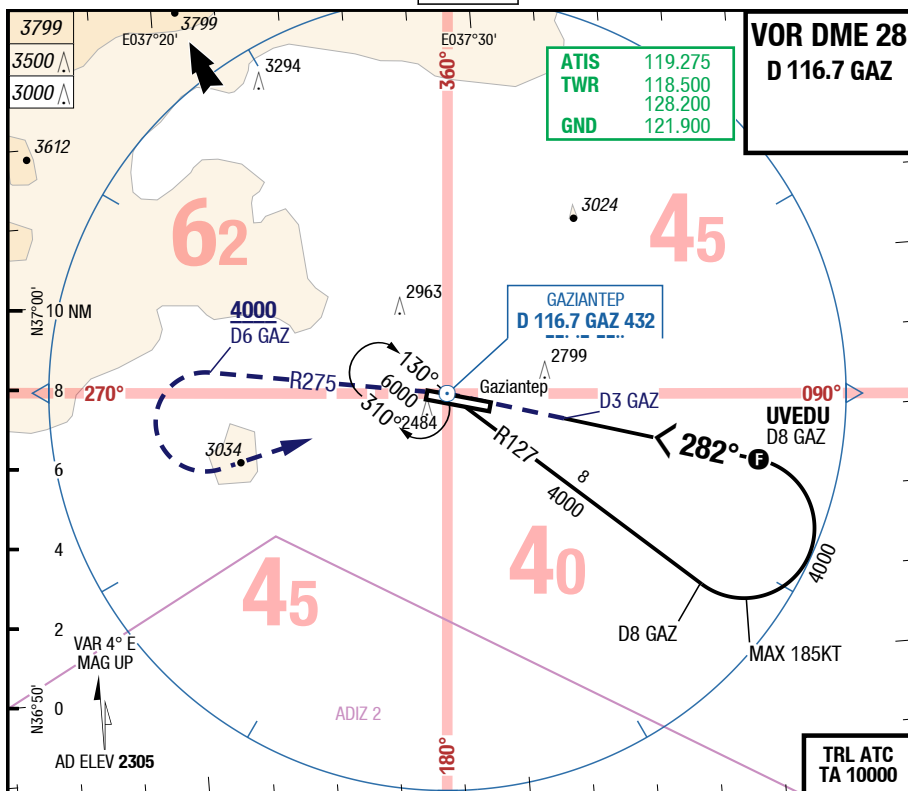 3799
3500
3000
3799
E037°20'
E037°30'
3294
360°
ATIS 119.275
TWR 118.500
128.200
GND 121.900
VOR DME 28
D 116.7 GAZ
3612
62
45
3024
N37°00'
10 NM
4000
D6 GAZ
2963
GAZIANTEP
D 116.7 GAZ 432
2799
8
270°
R275
130°
6000
310°
2484
Gaziantep
D3 GAZ
090°
UVEDU
D8 GAZ
282°
F
R127
8
4000
3034
6
4
45
40
4000
2
D8 GAZ
MAX 185KT
VAR 4° E
MAG UP
N36°50'
0
ADIZ 2
180°
AD ELEV 2305
TRL ATC
TA 10000